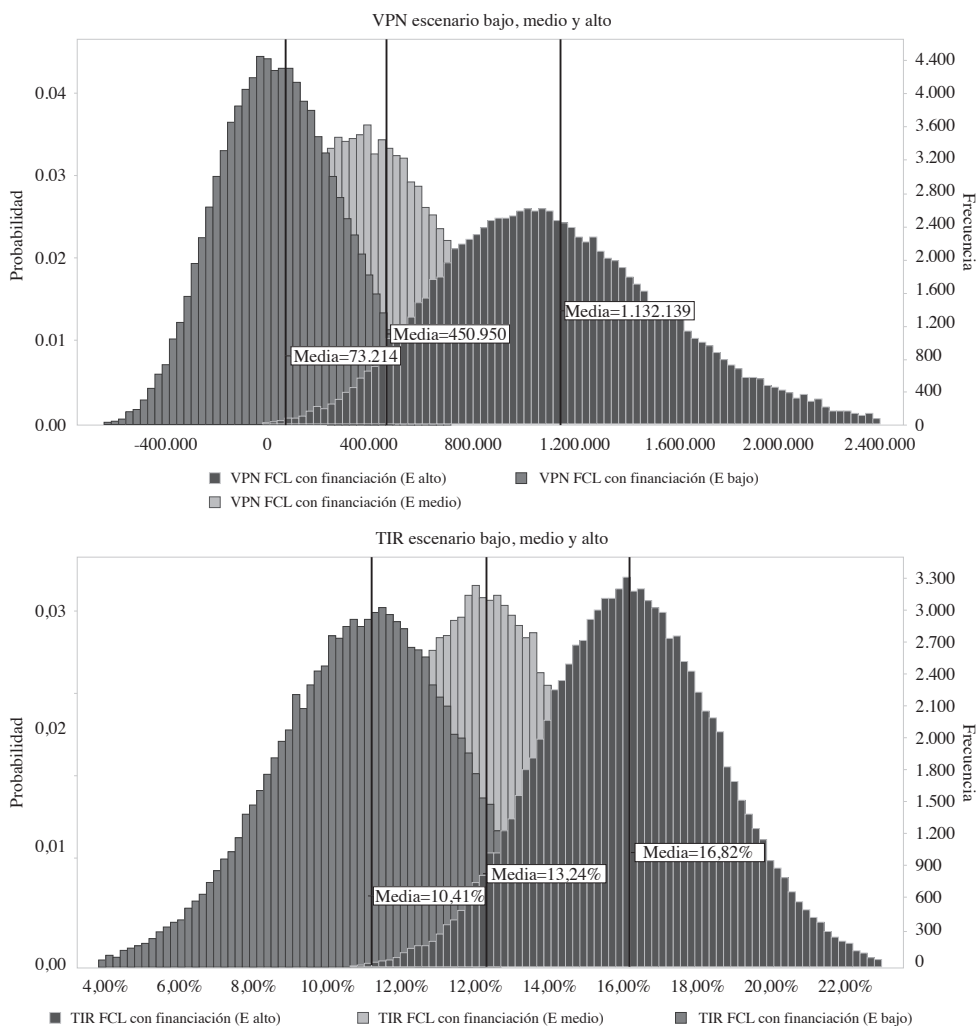 VPN escenario bajo, medio y alto
Probabilidad
0.04
0.03
0.02
0.01
0.00
4.400
4.000
3.600
3.200
2.800
2.400
2.000
1.600
1.200
800
400
0
Frecuencia
Media=73.214
Media=450.950
Media=1.132.139
-400.000 0 400.000 800.000 1.200.000 1.600.000 2.000.000 2.400.000
VPN FCL con financiación (E alto) VPN FCL con financiación (E bajo)
VPN FCL con financiación (E medio)
TIR escenario bajo, medio y alto
Probabilidad
0,03
0,02
0,01
0,00
3.300
3.000
2.700
2.400
2.100
2.000
1.800
1.500
1.200
900
600
300
0
Frecuencia
Media=10,41%
Media=13,24%
Media=16,82%
4,00% 6,00% 8,00% 10,00% 12,00% 12,00% 14,00% 16,00% 18,00% 20,00% 22,00%
TIR FCL con financiación (E alto) TIR FCL con financiación (E medio) TIR FCL con financiación (E bajo)